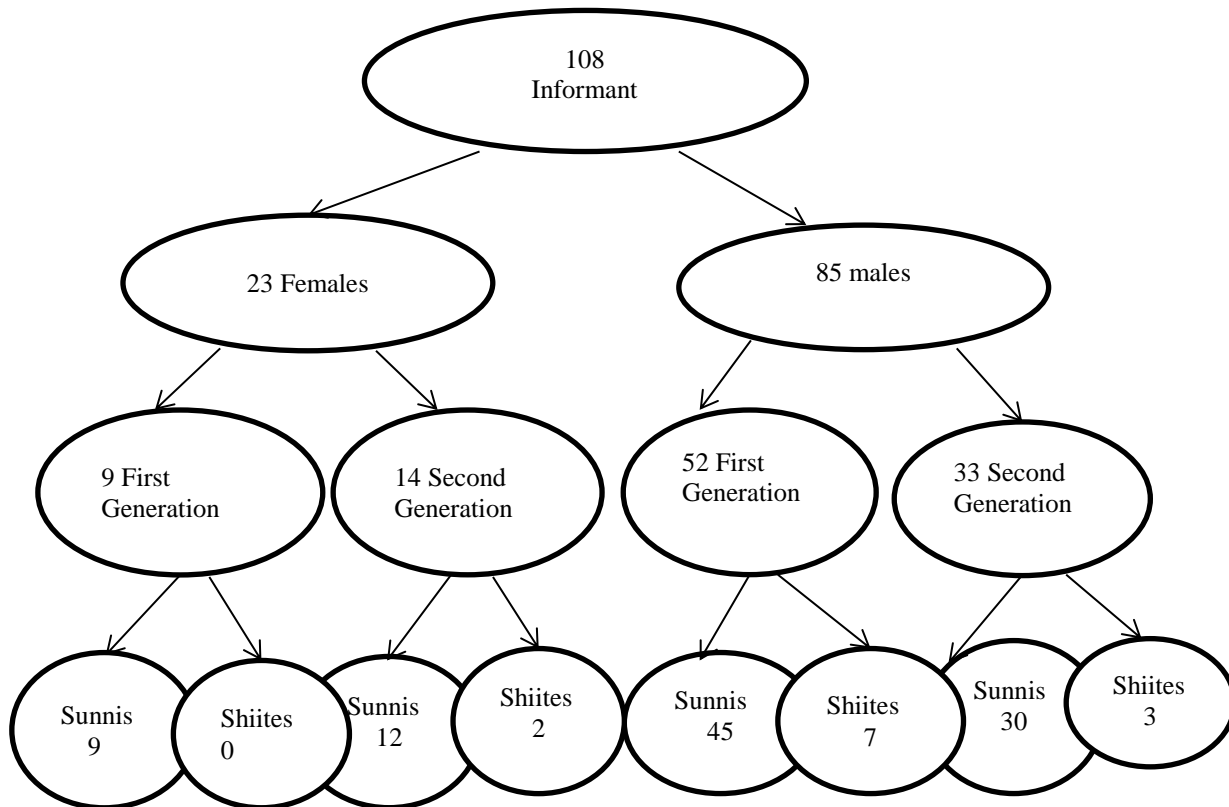 108
Informant
23 Females
85 males
9 First
Generation
14 Second
Generation
52 First
Generation
33 Second
Generation
Sunnis
9
Shiites
0
Sunnis
12
Shiites
2
Sunnis
45
Shiites
7
Sunnis
30
Shiites
3